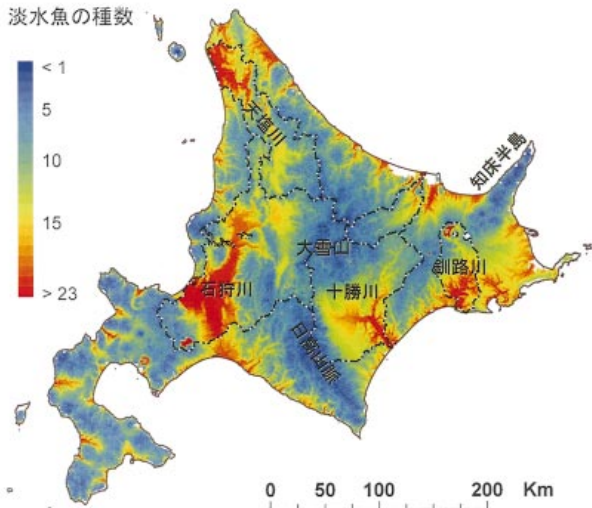 淡水魚の種数
< 1
5
10
15
> 23
天塩川
知床半島
大雪山
石狩川
十勝川
釧路川
日高山脈
0 50 100 200 Km